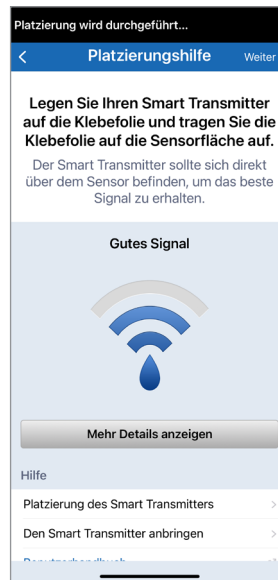 Platzierung wird durchgeführt...
Platzierungshilfe Weiter
Legen Sie Ihren Smart Transmitter
auf die Klebefolie und tragen Sie die
Klebefolie auf die Sensorfläche auf.
Der Smart Transmitter sollte sich direkt
über dem Sensor befinden, um das beste
Signal zu erhalten.
Gutes Signal
Mehr Details anzeigen
Hilfe
Platzierung des Smart Transmitters
Den Smart Transmitter anbringen
Benutzerhandbuch